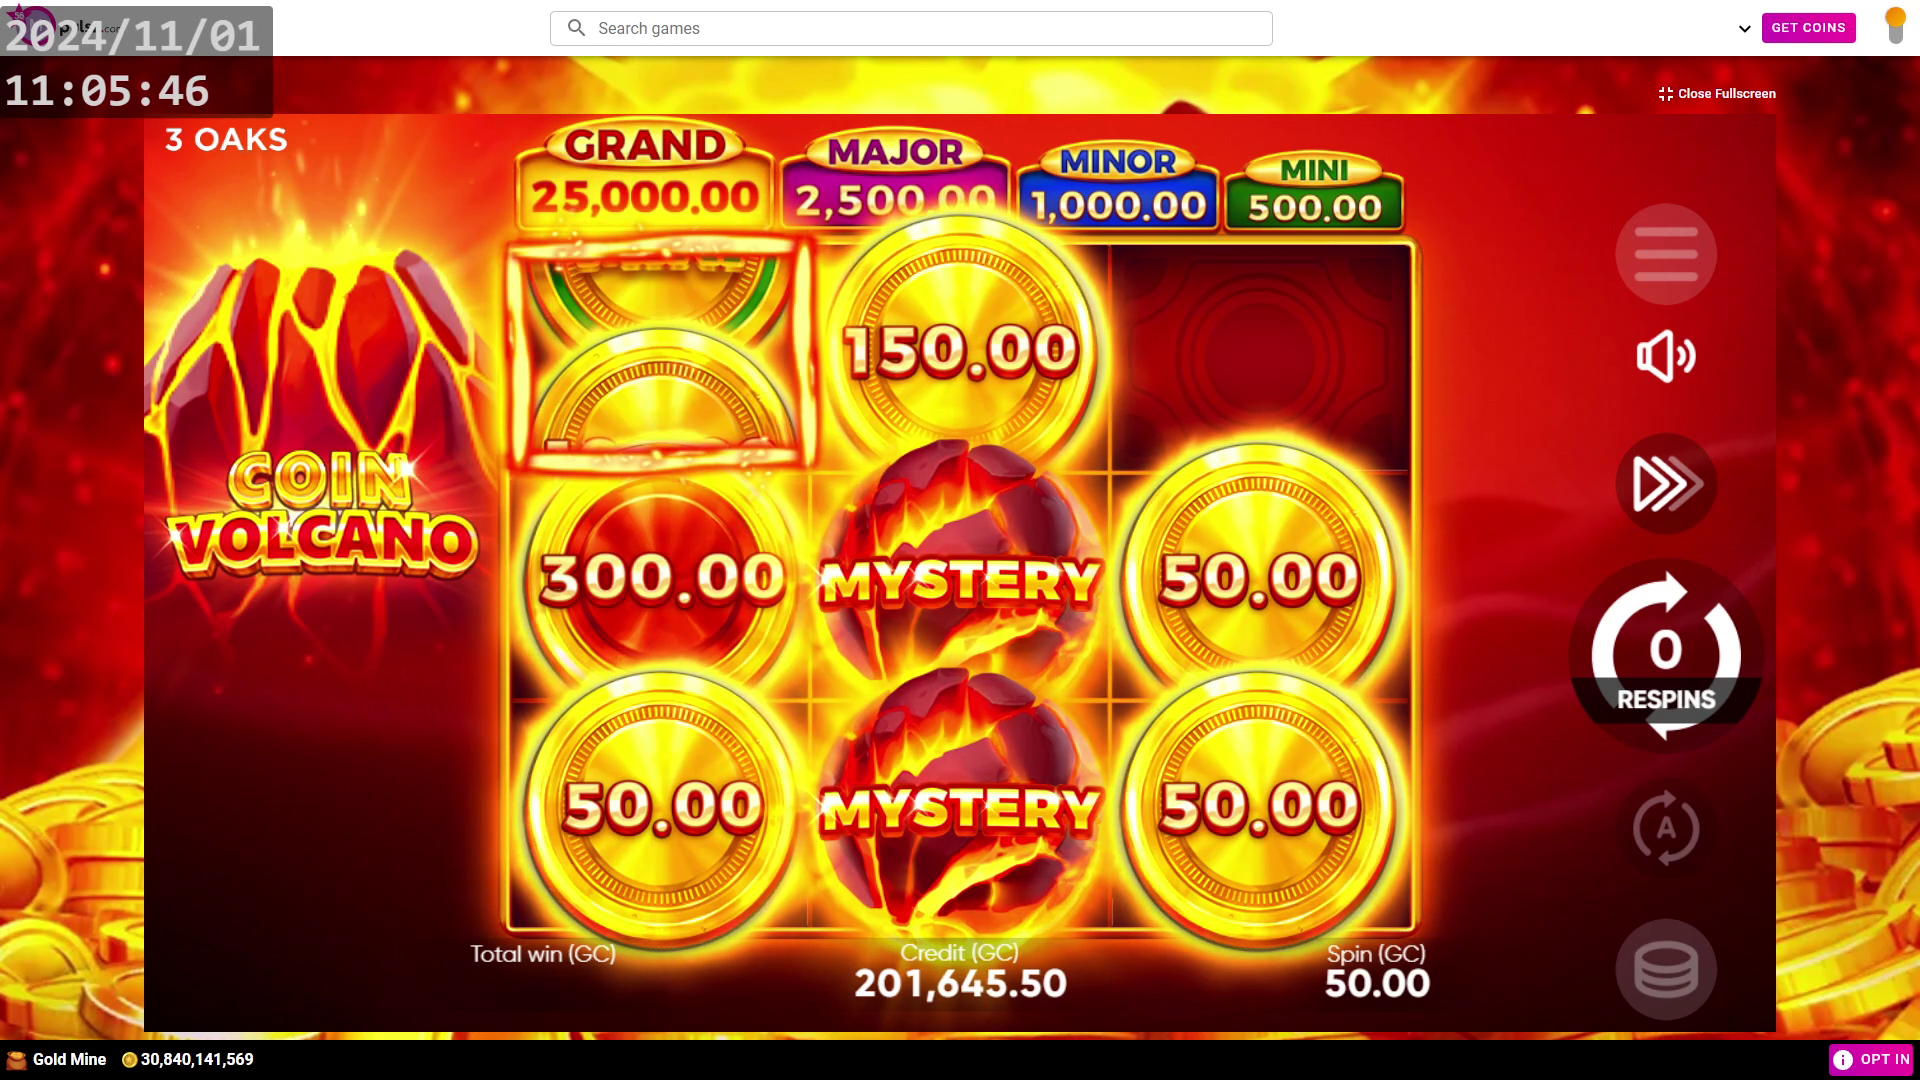 2024/11/01
11:05:46
Search games
GET COINS
Close Fullscreen
3 OAKS
GRAND
25,000.00
MAJOR
2,500.00
MINOR
1,000.00
MINI
500.00
150.00
COIN
VOLCANO
300.00
MYSTERY
50.00
0
RESPINS
50.00
MYSTERY
50.00
A
Total win (GC)
Credit (GC)
201,645.50
Spin (GC)
50.00
Gold Mine
30,840,141,569
OPT IN